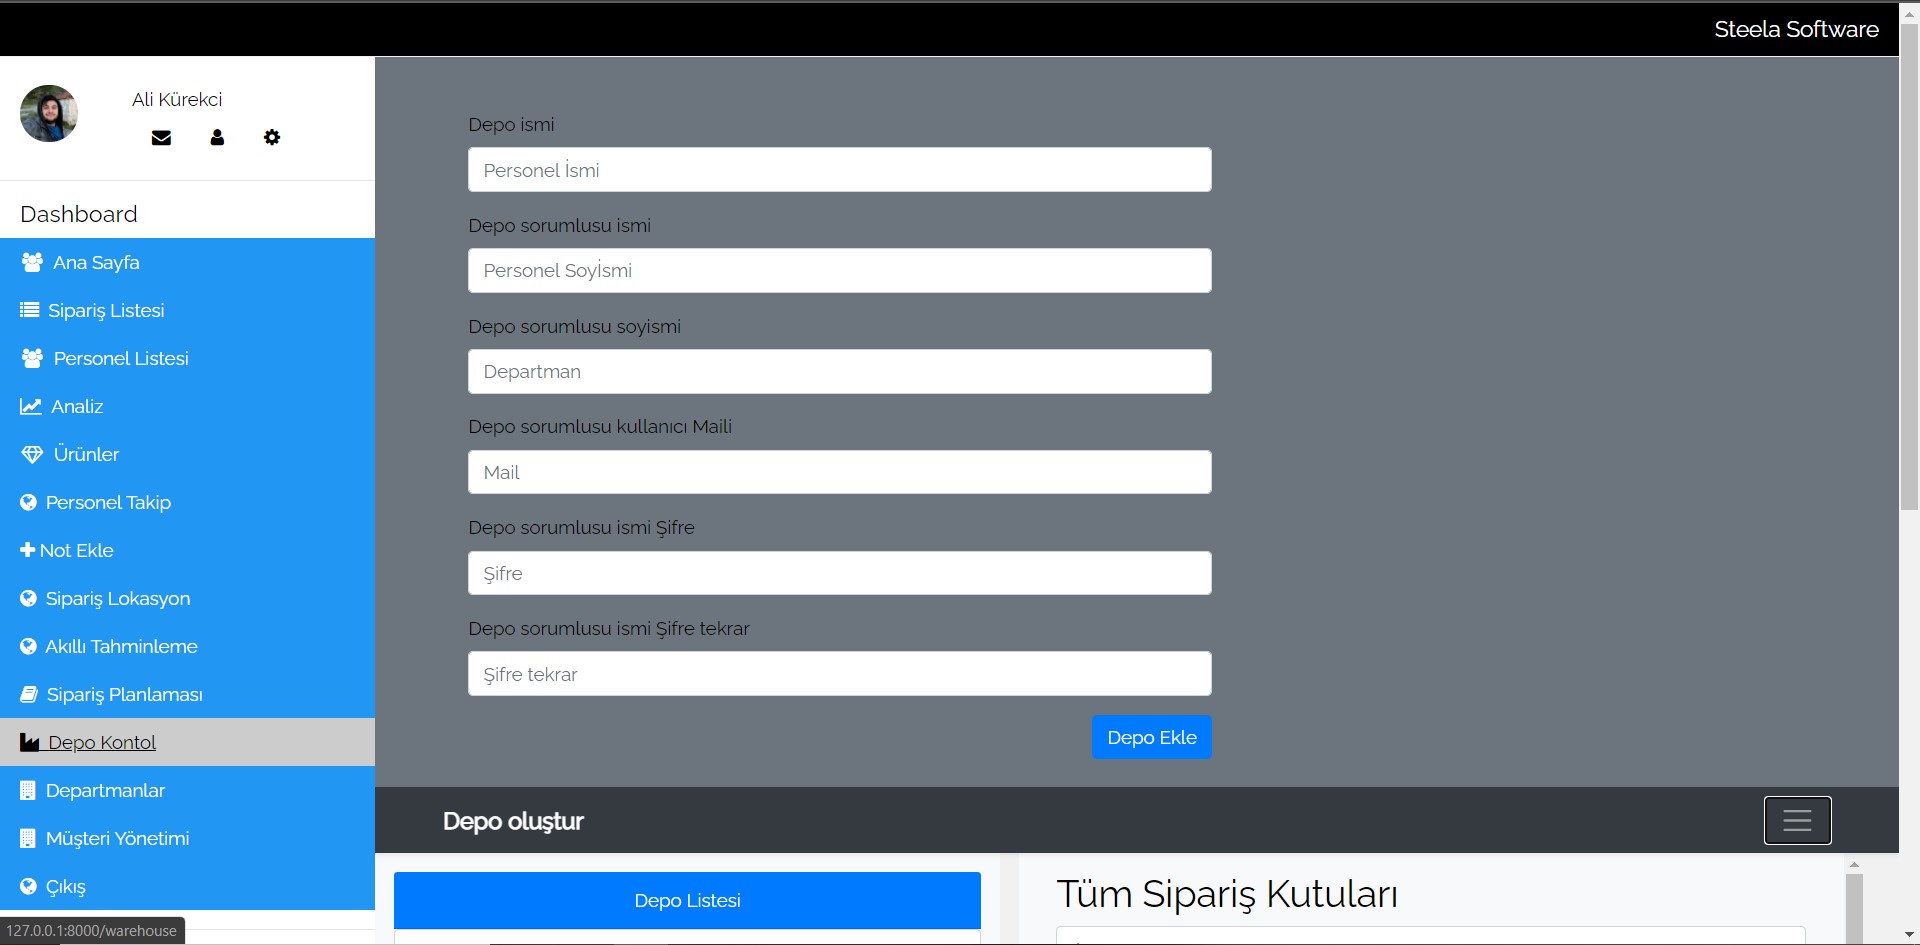 Steela Software
Ali Kürekci
Dashboard
Ana Sayfa
Sipariş Listesi
Personel Listesi
Analiz
Ürünler
Personel Takip
Not Ekle
Sipariş Lokasyon
Akıllı Tahminleme
Sipariş Planlaması
Depo Kontol
Departmanlar
Müşteri Yönetimi
Çıkış
127.0.0.1:8000/warehouse
Depo ismi
Personel İsmi
Depo sorumlusu ismi
Personel Soyİsmi
Depo sorumlusu soyismi
Departman
Depo sorumlusu kullanıcı Maili
Mail
Depo sorumlusu ismi Şifre
Şifre
Depo sorumlusu ismi Şifre tekrar
Şifre tekrar
Depo Ekle
Depo oluştur
Depo Listesi
Tüm Sipariş Kutuları